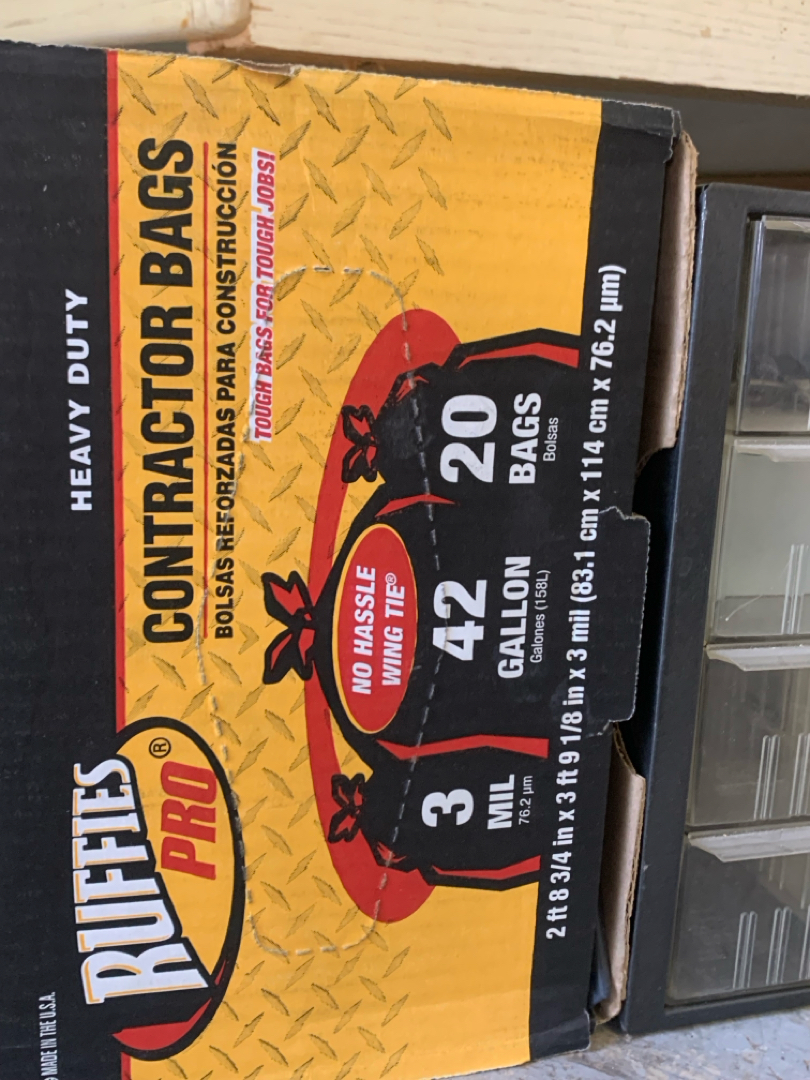 MADE IN THE U.S.A.
HEAVY DUTY
RUFFIES
PRO®
CONTRACTOR BAGS
BOLSAS REFORZADAS PARA CONSTRUCCIÓN
TOUGH BAGS FOR TOUGH JOBS!
NO HASSLE
WING TIE®
3
MIL
76.2 µm
42
GALLON
Galones (158L)
20
BAGS
Bolsas
2 ft 8 3/4 in x 3 ft 9 1/8 in x 3 mil (83.1 cm x 114 cm x 76.2 µm)